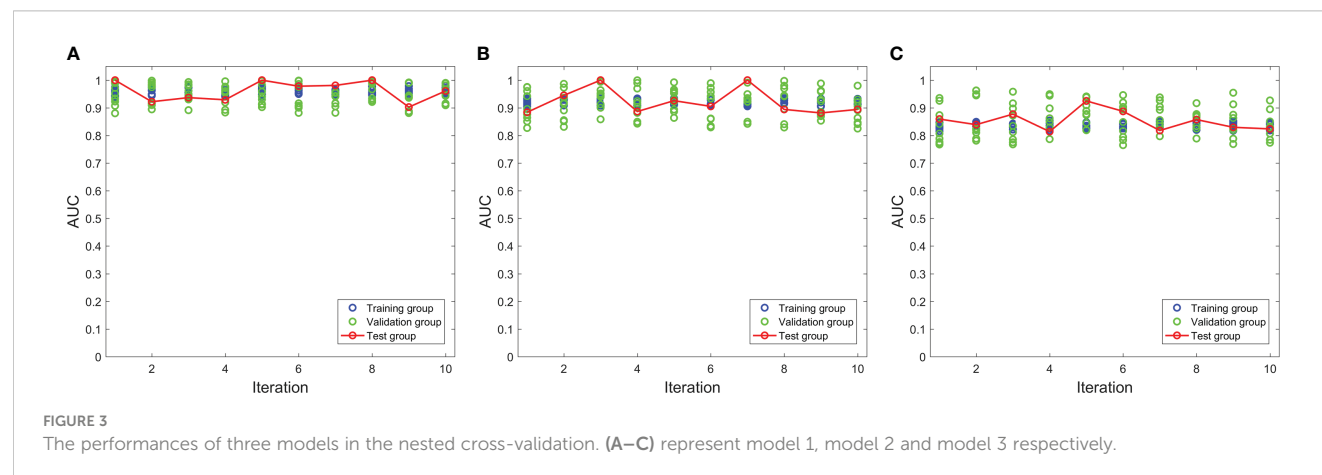 A
B
C
1
0.9
0.8
0.7
0.6
0.5
0.4
0.3
0.2
0.1
0
AUC
2 4 6 8 10
Iteration
Training group
Validation group
Test group
1
0.9
0.8
0.7
0.6
0.5
0.4
0.3
0.2
0.1
0
AUC
2 4 6 8 10
Iteration
Training group
Validation group
Test group
1
0.9
0.8
0.7
0.6
0.5
0.4
0.3
0.2
0.1
0
AUC
2 4 6 8 10
Iteration
Training group
Validation group
Test group
FIGURE 3
The performances of three models in the nested cross-validation. (A–C) represent model 1, model 2 and model 3 respectively.